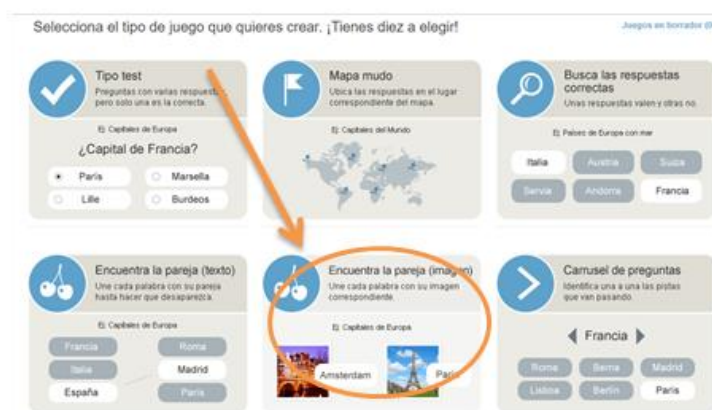 Selecciona el tipo de juego que quieres crear. ¡Tienes diez a elegir!
Juegos en borrador
Tipo test
Preguntas con varias respuestas,
pero solo una es la correcta.
Ej: Capitales de Europa
¿Capital de Francia?
París
Marsella
Lille
Burdeos
Mapa mudo
Ubica las respuestas en el lugar
correspondiente del mapa.
Ej: Capitales del Mundo
Busca las respuestas
correctas
Unas respuestas valen y otras no.
Ej: Países de Europa con mar
Italia
Austria
Suiza
Servia
Andorra
Francia
Encuentra la pareja (texto)
Une cada palabra con su pareja
hasta hacer que desaparezca.
Ej: Capitales de Europa
Francia
Roma
Italia
Madrid
España
París
Encuentra la pareja (imagen)
Une cada palabra con su imagen
correspondiente.
Ej: Capitales de Europa
Amsterdam
París
Carrusel de preguntas
Identifica una a una las pistas
que van pasando.
Francia
Roma
Berna
Madrid
Lisboa
Berlín
París